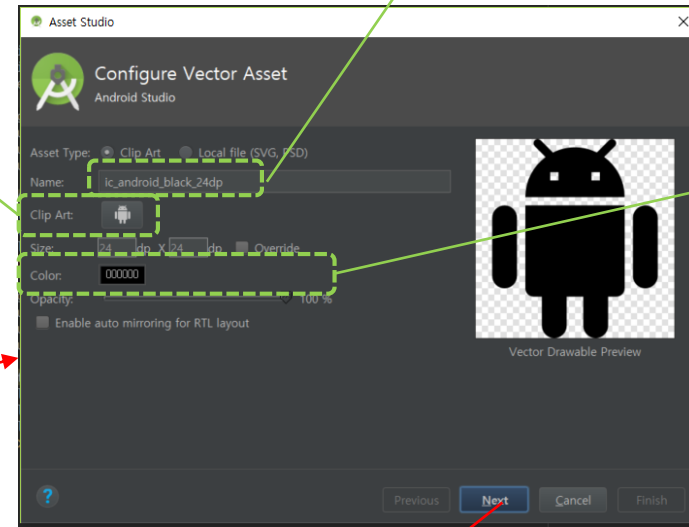 Asset Studio
Configure Vector Asset
Android Studio
Asset Type: Clip Art Local file (SVG, PSD)
Name: ic_android_black_24dp
Clip Art:
Size: 24 dp X 24 dp Override
Color: 000000
Opacity: 100 %
Enable auto mirroring for RTL layout
Vector Drawable Preview
? Previous Next Cancel Finish